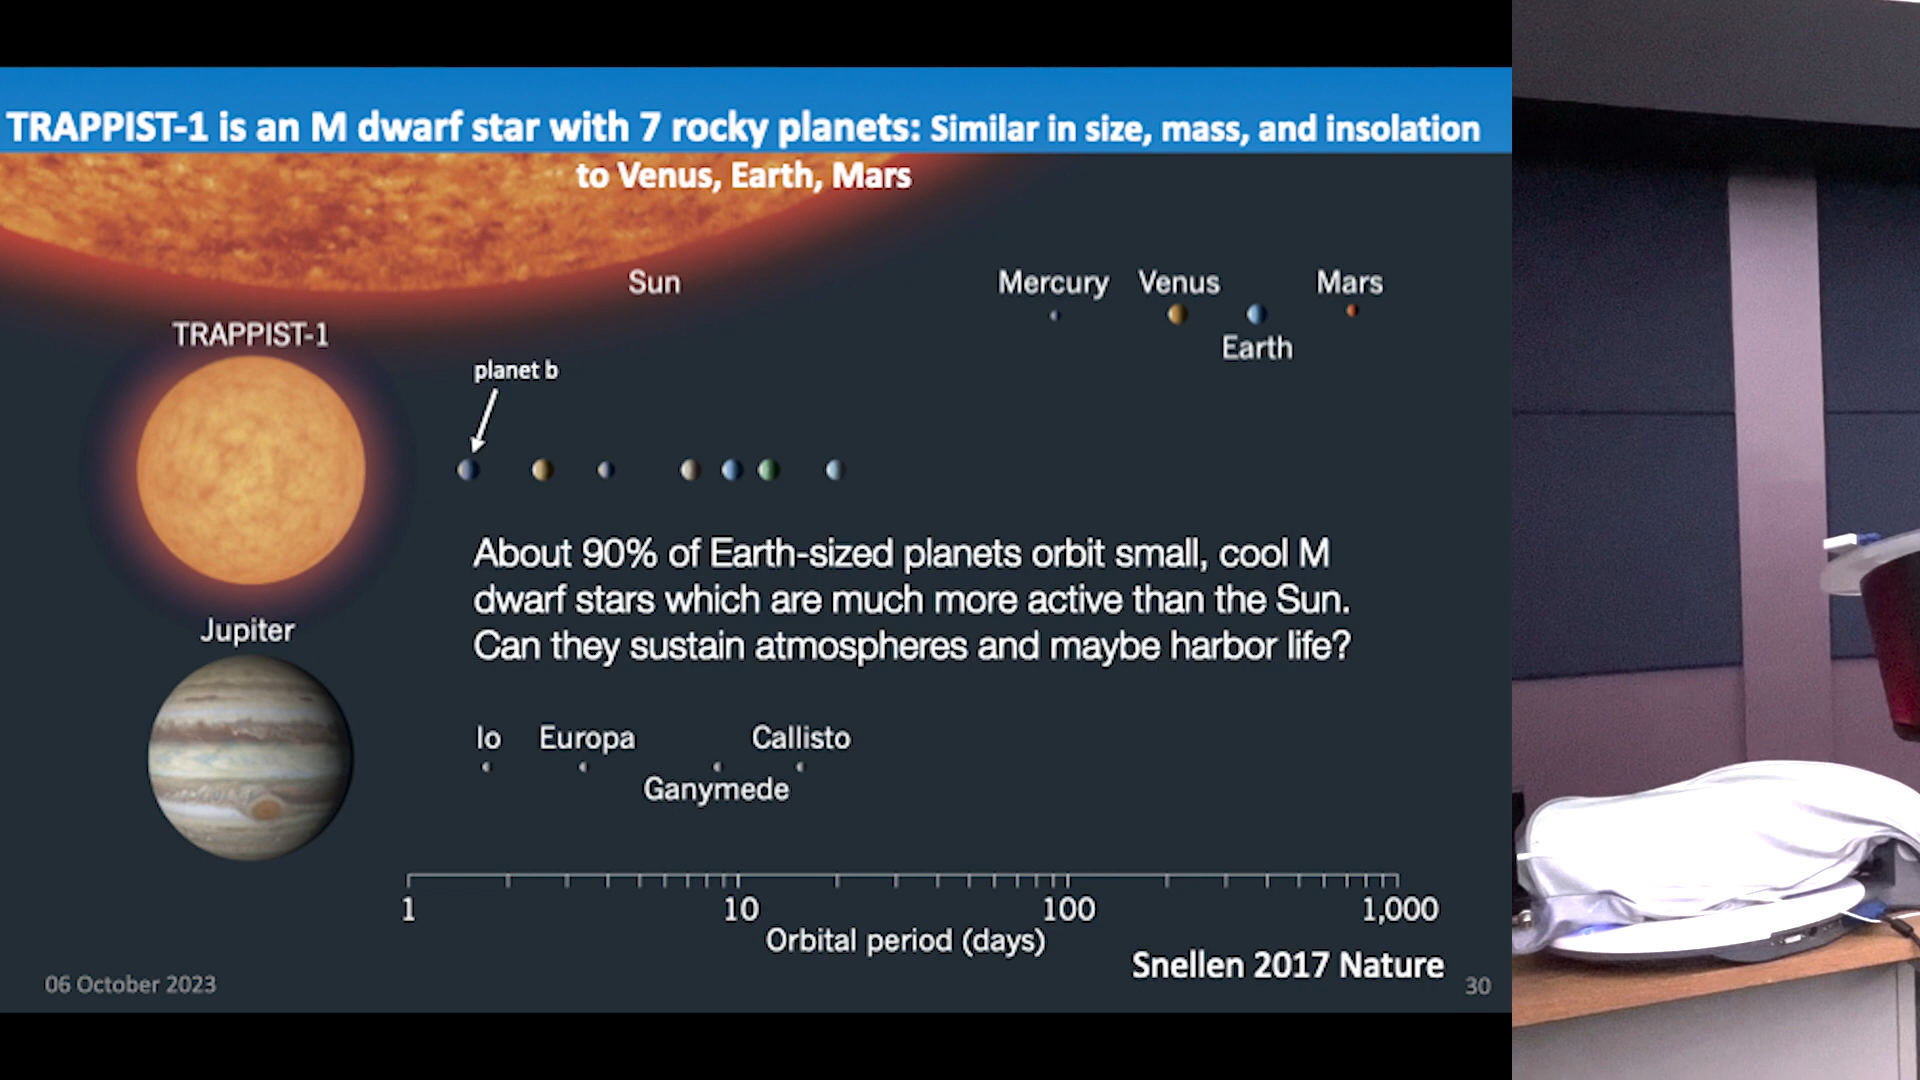 TRAPPIST-1 is an M dwarf star with 7 rocky planets: Similar in size, mass, and insolation
to Venus, Earth, Mars
Sun
Mercury Venus Mars
Earth
TRAPPIST-1
planet b
About 90% of Earth-sized planets orbit small, cool M
dwarf stars which are much more active than the Sun.
Can they sustain atmospheres and maybe harbor life?
Jupiter
Io Europa Callisto
Ganymede
1 10 100 1,000
Orbital period (days)
Snellen 2017 Nature
06 October 2023
30